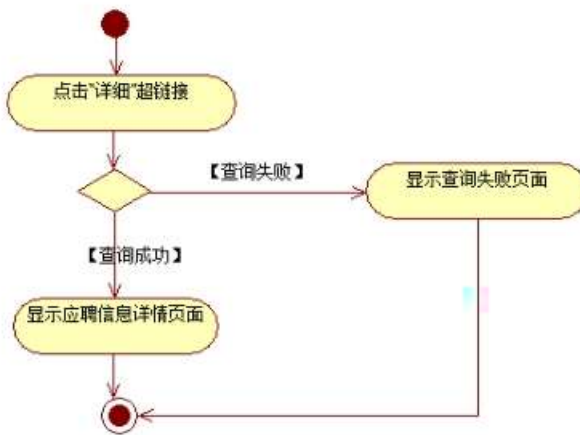 点击"详细"超链接
【查询失败】
显示查询失败页面
【查询成功】
显示应聘信息详情页面